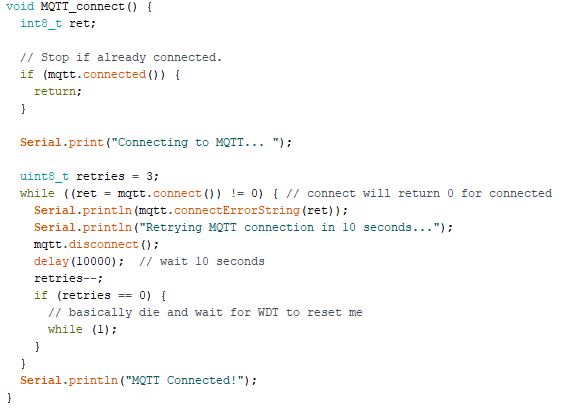 void MQTT_connect() {
  int8_t ret;

  // Stop if already connected.
  if (mqtt.connected()) {
    return;
  }

  Serial.print("Connecting to MQTT... ");

  uint8_t retries = 3;
  while ((ret = mqtt.connect()) != 0) { // connect will return 0 for connected
    Serial.println(mqtt.connectErrorString(ret));
    Serial.println("Retrying MQTT connection in 10 seconds...");
    mqtt.disconnect();
    delay(10000);  // wait 10 seconds
    retries--;
    if (retries == 0) {
      // basically die and wait for WDT to reset me
      while (1);
    }
  }
  Serial.println("MQTT Connected!");
}